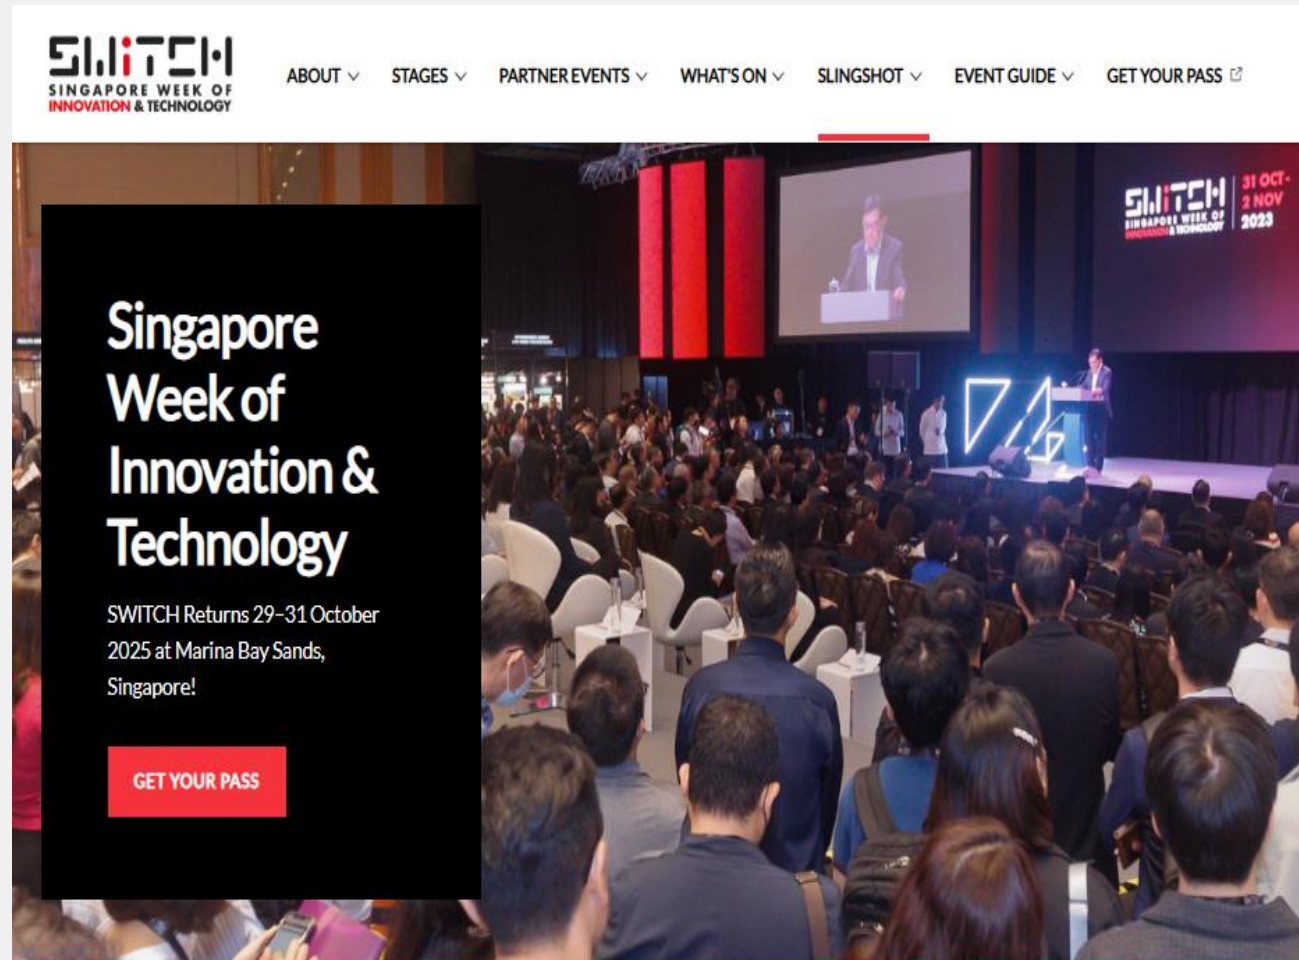 SWiTCH
SINGAPORE WEEK OF
INNOVATION & TECHNOLOGY
ABOUT
STAGES
PARTNER EVENTS
WHAT'S ON
SLINGSHOT
EVENT GUIDE
GET YOUR PASS
Singapore
Week of
Innovation &
Technology
SWITCH Returns 29–31 October
2025 at Marina Bay Sands,
Singapore!
GET YOUR PASS
SWiTCH
SINGAPORE WEEK OF
INNOVATION & TECHNOLOGY
31 OCT-
2 NOV
2023